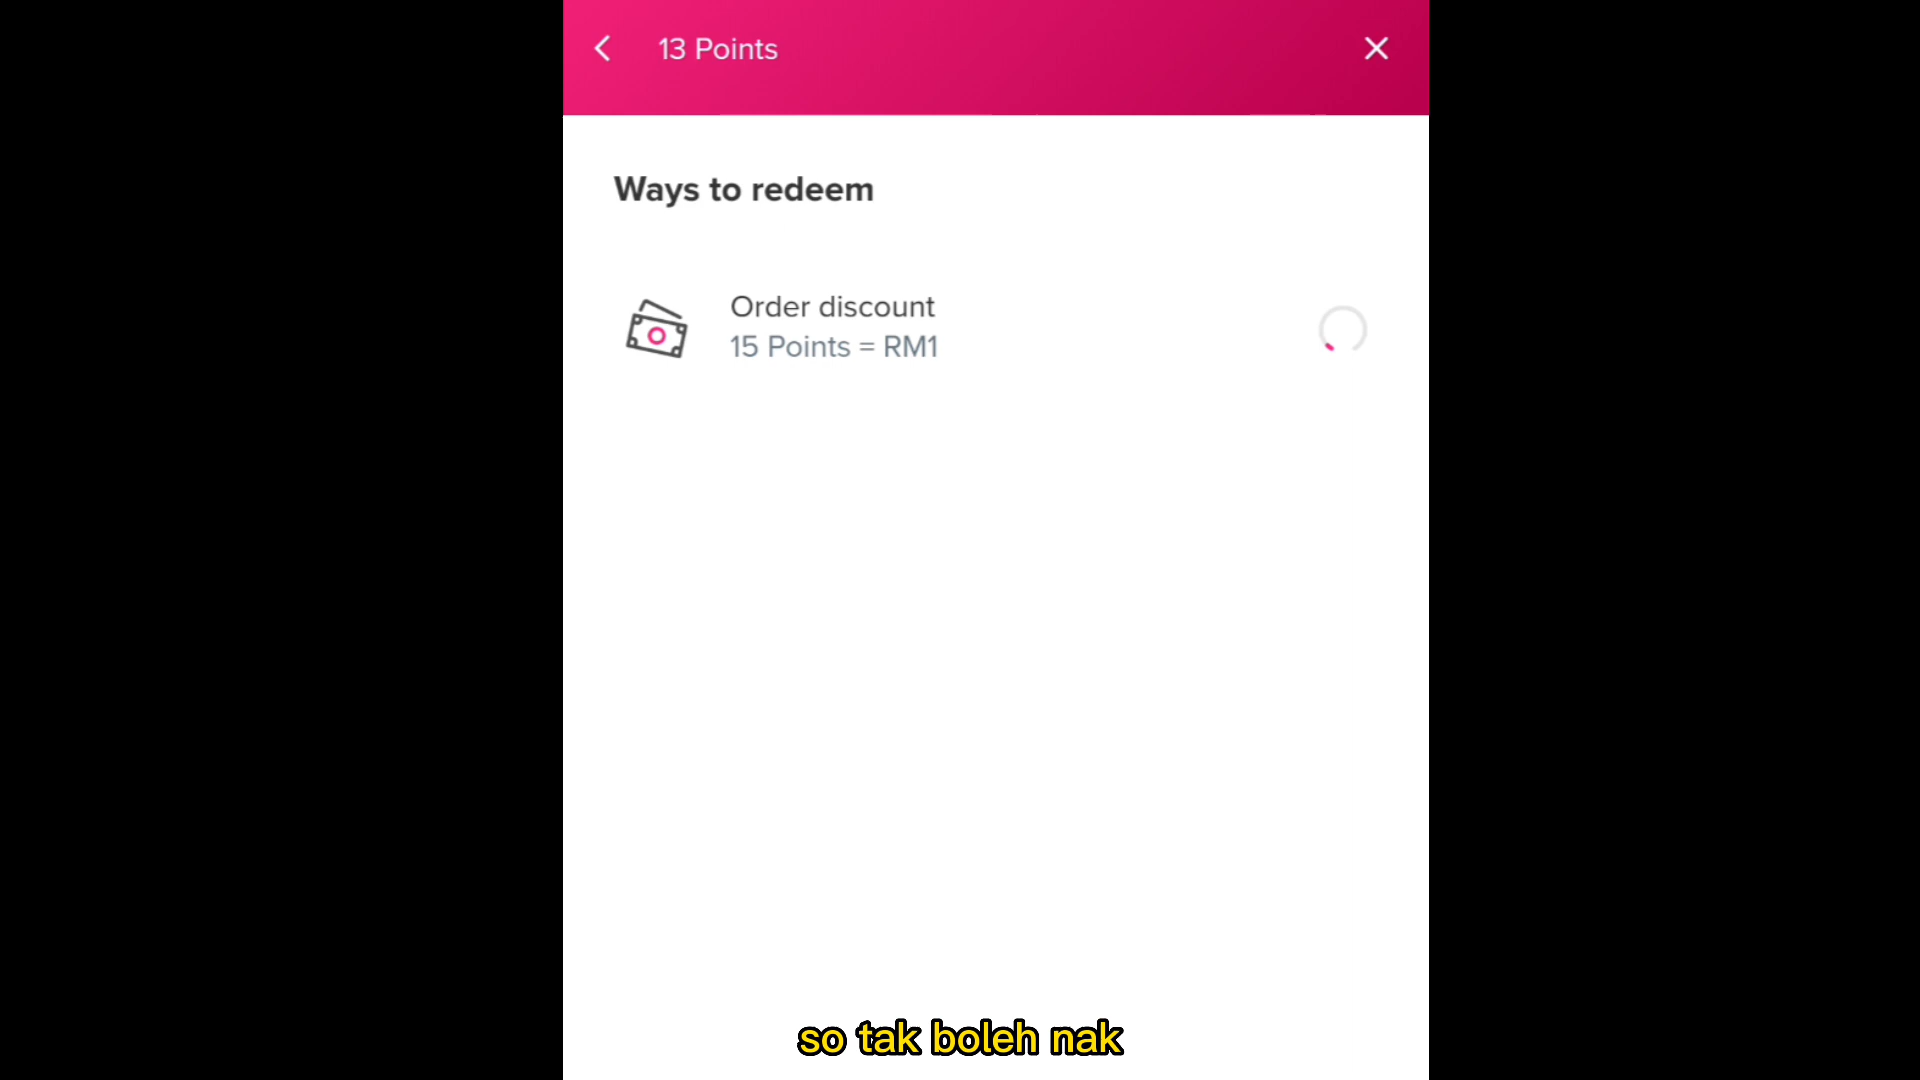 13 Points
Ways to redeem
Order discount
15 Points = RM1
so tak boleh nak